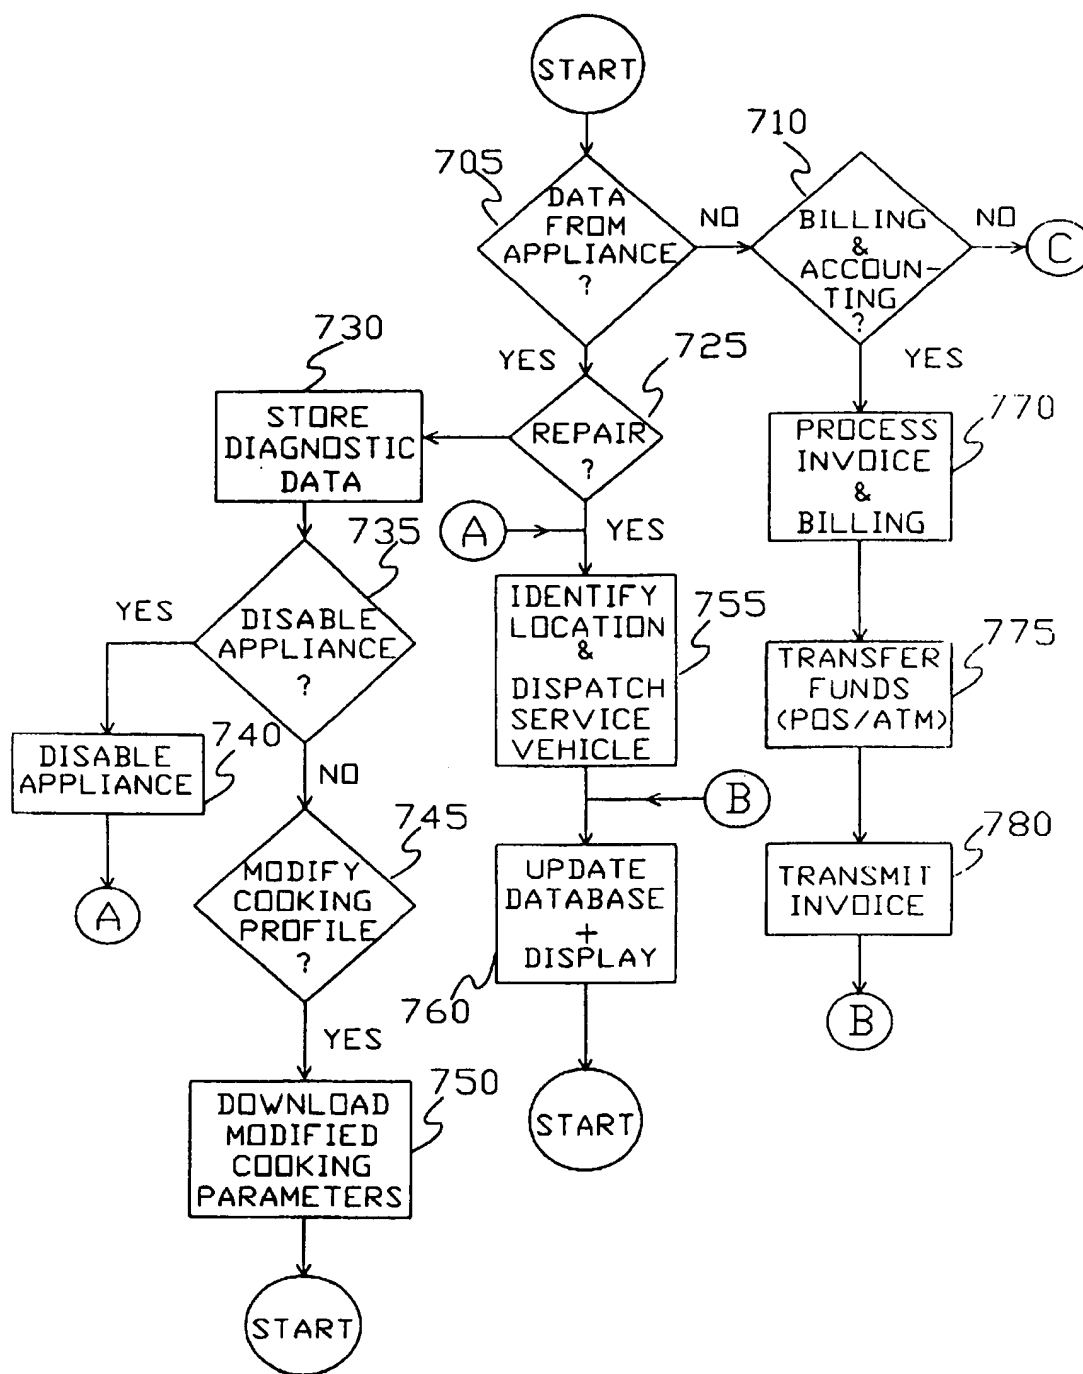 START
710
705
DATA
FROM
APPLIANCE
?
NO
BILLING
&
ACCOUN-
TING
?
NO
C
YES
725
YES
730
STORE
DIAGNOSTIC
DATA
REPAIR
?
770
PROCESS
INVOICE
&
BILLING
A
YES
735
YES
DISABLE
APPLIANCE
?
IDENTIFY
LOCATION
&
DISPATCH
SERVICE
VEHICLE
755
TRANSFER
FUNDS
(POS/ATM)
775
DISABLE
APPLIANCE
740
NO
B
745
MODIFY
COOKING
PROFILE
?
UPDATE
DATABASE
+
DISPLAY
760
780
TRANSMIT
INVOICE
A
B
YES
750
DOWNLOAD
MODIFIED
COOKING
PARAMETERS
START
START